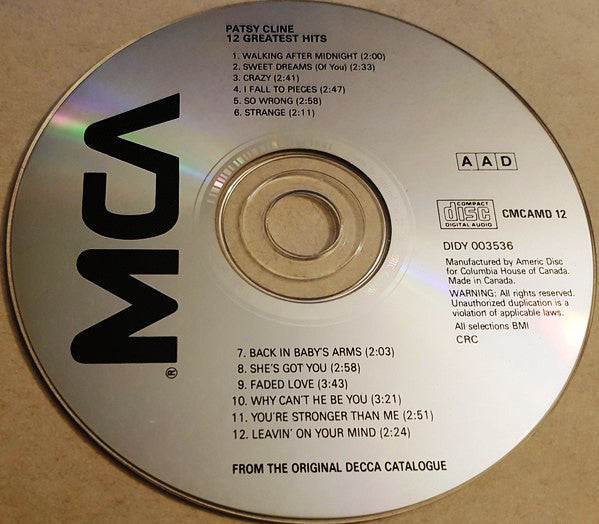 PATSY CLINE
12 GREATEST HITS
1. WALKING AFTER MIDNIGHT (2:00)
2. SWEET DREAMS (Of You) (2:33)
3. CRAZY (2:41)
4. I FALL TO PIECES (2:47)
5. SO WRONG (2:58)
6. STRANGE (2:11)
MCA
®
A A D
COMPACT
disc
DIGITAL AUDIO
CMCAMD 12
DIDY 003536
Manufactured by Americ Disc
for Columbia House of Canada.
Made in Canada.
WARNING: All rights reserved.
Unauthorized duplication is a
violation of applicable laws.
All selections BMI
CRC
7. BACK IN BABY'S ARMS (2:03)
8. SHE'S GOT YOU (2:58)
9. FADED LOVE (3:43)
10. WHY CAN'T HE BE YOU (3:21)
11. YOU'RE STRONGER THAN ME (2:51)
12. LEAVIN' ON YOUR MIND (2:24)
FROM THE ORIGINAL DECCA CATALOGUE